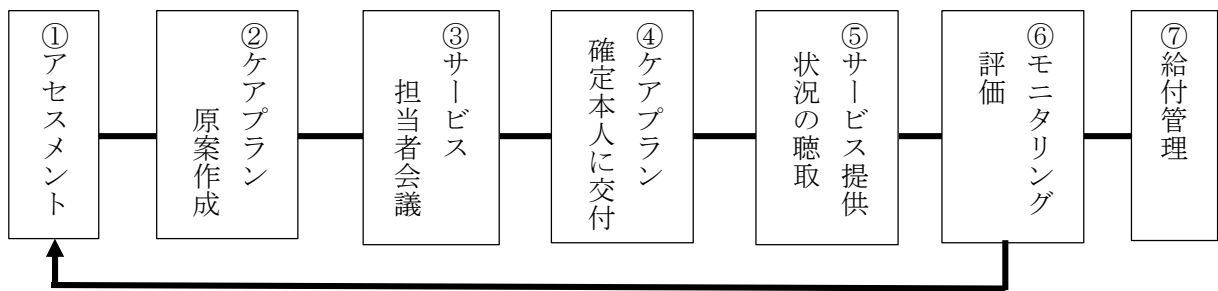 ①アセスメント
②ケアプラン
原案作成
③サービス
担当者会議
④ケアプラン
確定本人に交付
⑤サービス提供
状況の聴取
⑥モニタリング
評価
⑦給付管理